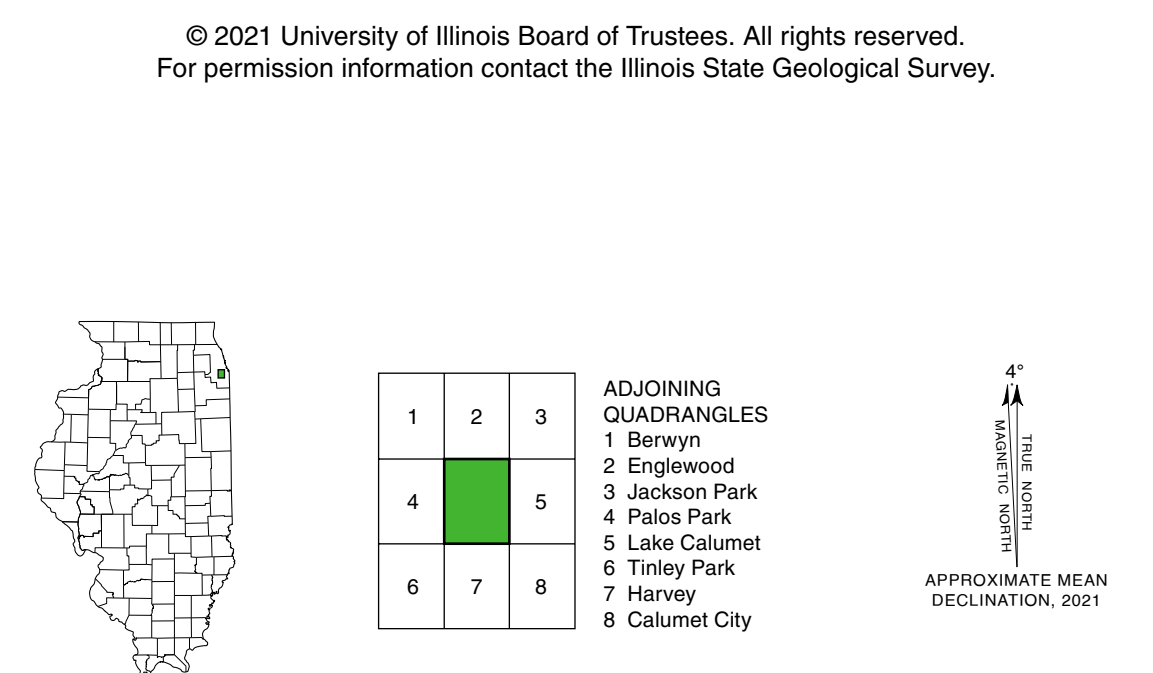 © 2021 University of Illinois Board of Trustees. All rights reserved.
For permission information contact the Illinois State Geological Survey.
1
2
3
4
5
6
7
8
ADJOINING
QUADRANGLES
1 Berwyn
2 Englewood
3 Jackson Park
4 Palos Park
5 Lake Calumet
6 Tinley Park
7 Harvey
8 Calumet City
4°
MAGNETIC NORTH
TRUE NORTH
APPROXIMATE MEAN
DECLINATION, 2021